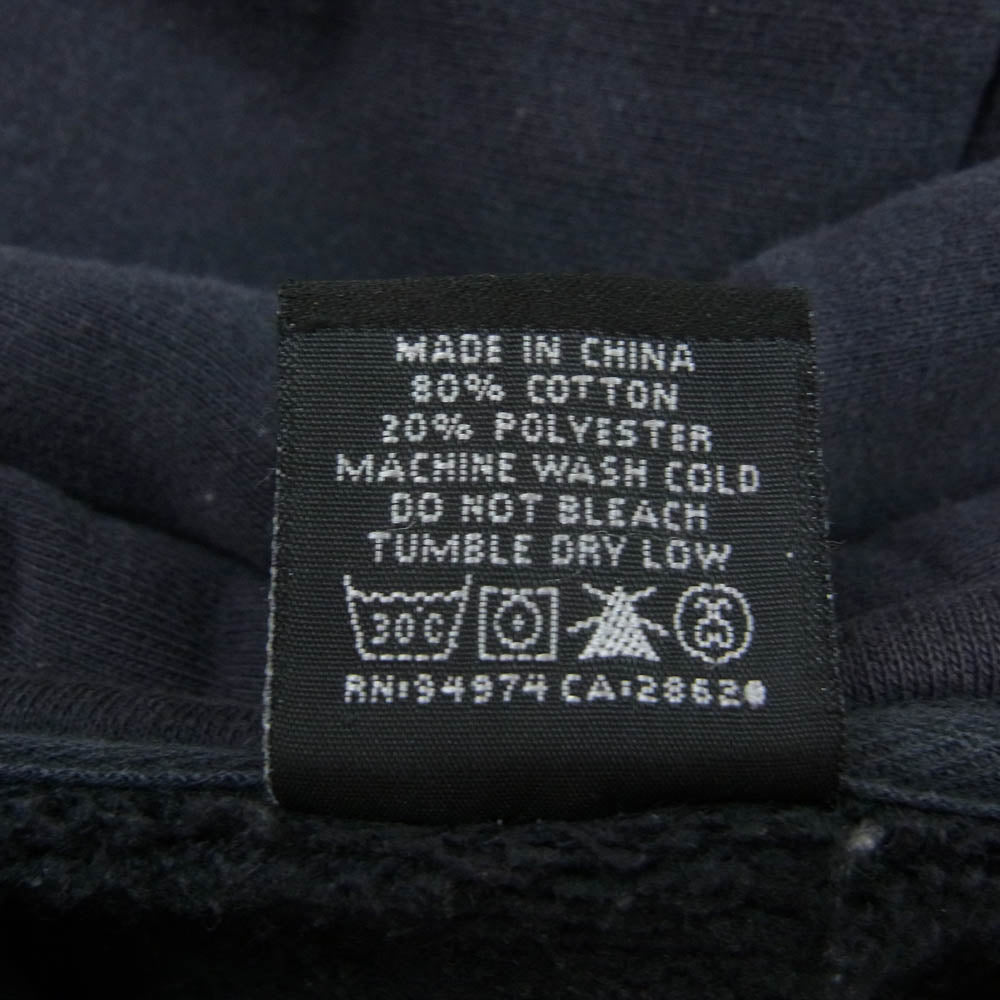 MADE IN CHINA
80% COTTON
20% POLYESTER
MACHINE WASH COLD
DO NOT BLEACH
TUMBLE DRY LOW
30C
RN:94974 CA:28620